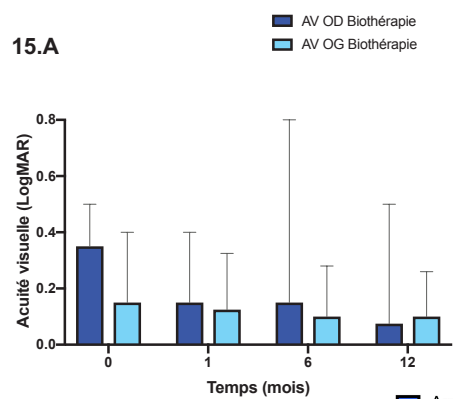 AV OD Biothérapie
15.A
AV OG Biothérapie
Acuité visuelle (LogMAR)
0.8
0.6
0.4
0.2
0.0
0 1 6 12
Temps (mois)